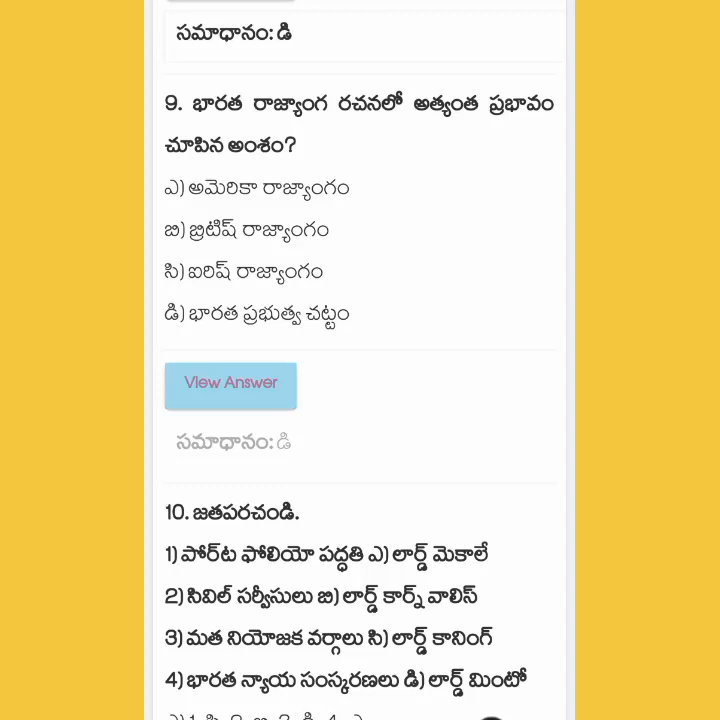 సమాధానం: డి
9. భారత రాజ్యాంగ రచనలో అత్యంత ప్రభావం
చూపిన అంశం?
ఎ) అమెరికా రాజ్యాంగం
బి) బ్రిటిష్ రాజ్యాంగం
సి) ఐరిష్ రాజ్యాంగం
డి) భారత ప్రభుత్వ చట్టం
View Answer
సమాధానం: డి
10. జతపరచండి.
1) పోర్ట ఫోలియో పద్ధతి ఎ) లార్డ్ మెకాలే
2) సివిల్ సర్వీసులు బి) లార్డ్ కార్న్ వాలిస్
3) మత నియోజక వర్గాలు సి) లార్డ్ కానింగ్
4) భారత న్యాయ సంస్కరణలు డి) లార్డ్ మింటో